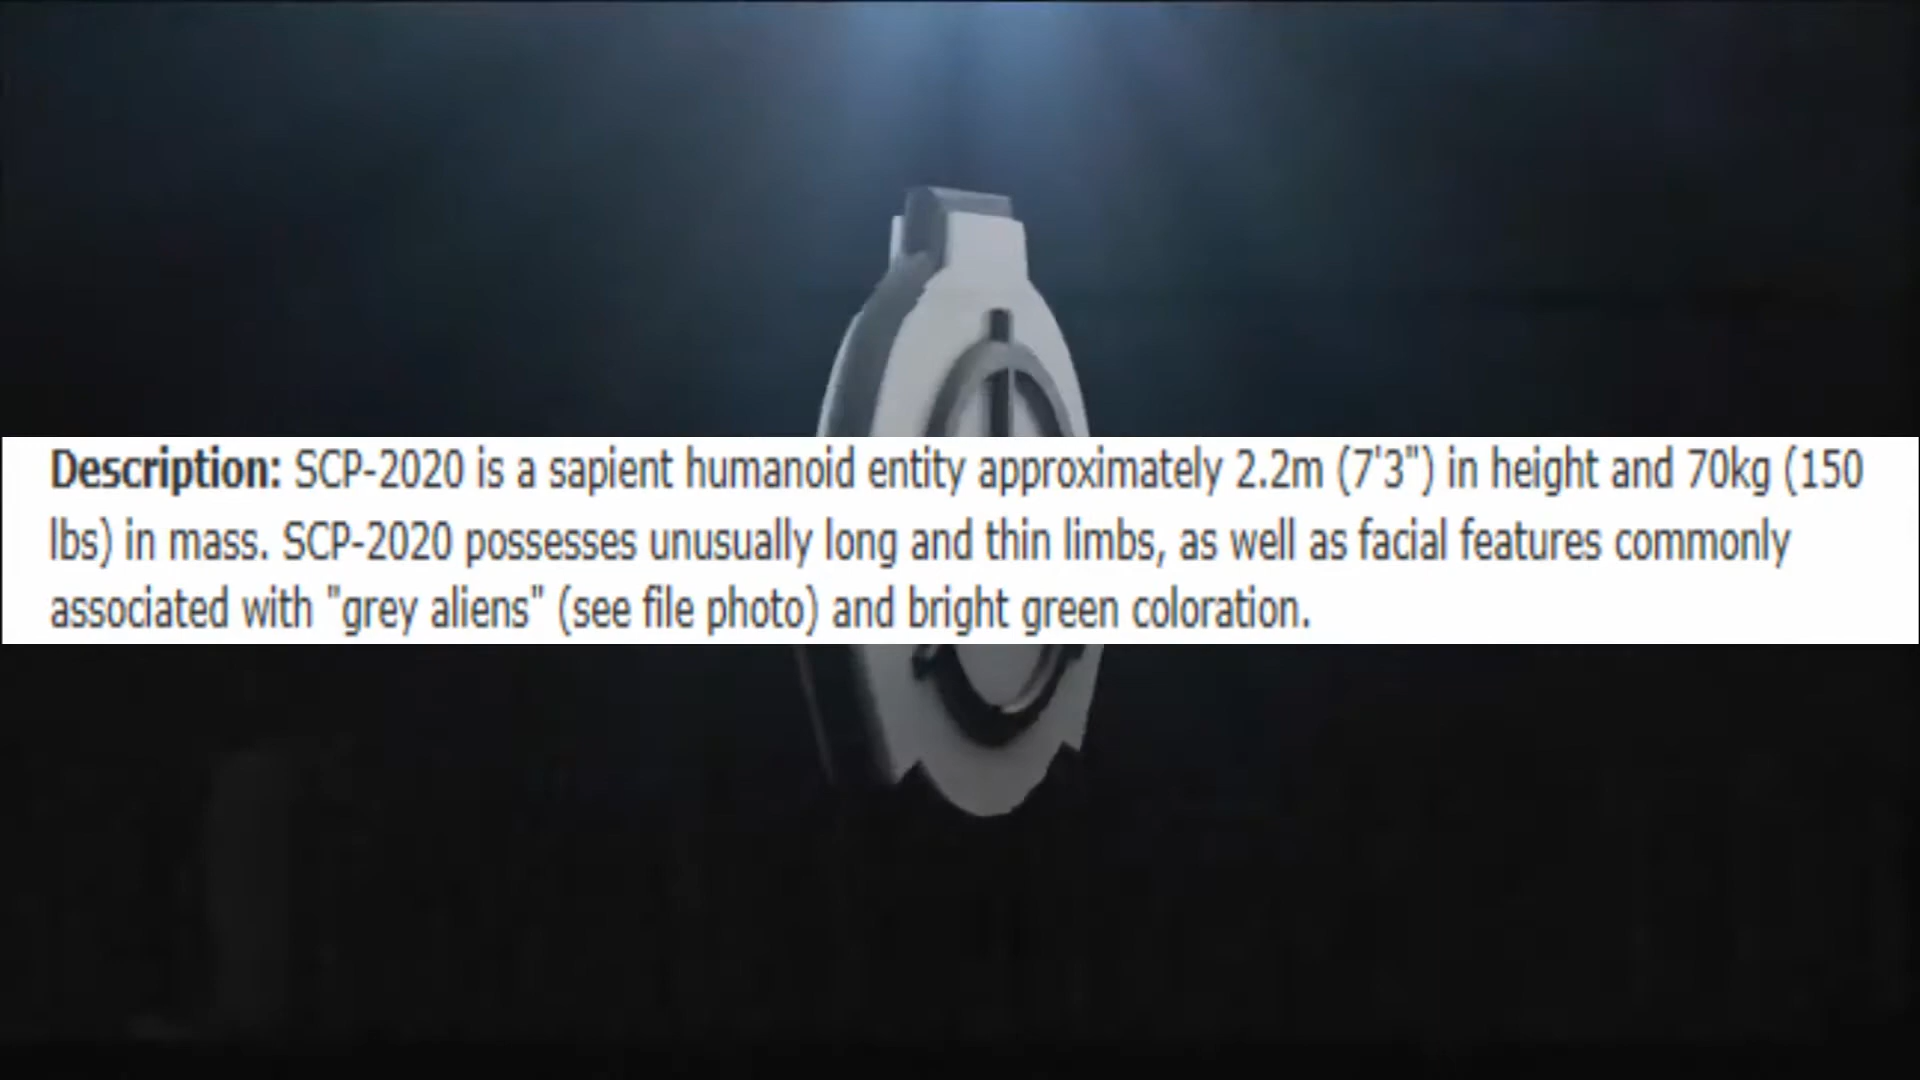 Description: SCP-2020 is a sapient humanoid entity approximately 2.2m (7'3") in height and 70kg (150
lbs) in mass. SCP-2020 possesses unusually long and thin limbs, as well as facial features commonly
associated with "grey aliens" (see file photo) and bright green coloration.